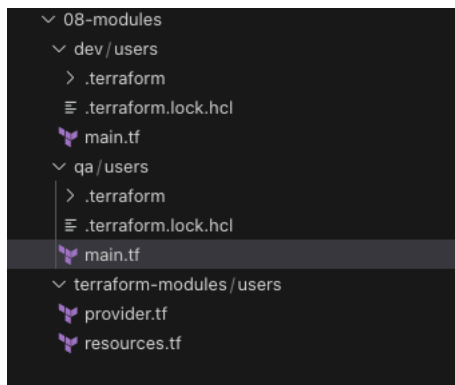 08-modules
dev/users
.terraform
.terraform.lock.hcl
main.tf
qa/users
.terraform
.terraform.lock.hcl
main.tf
terraform-modules/users
provider.tf
resources.tf